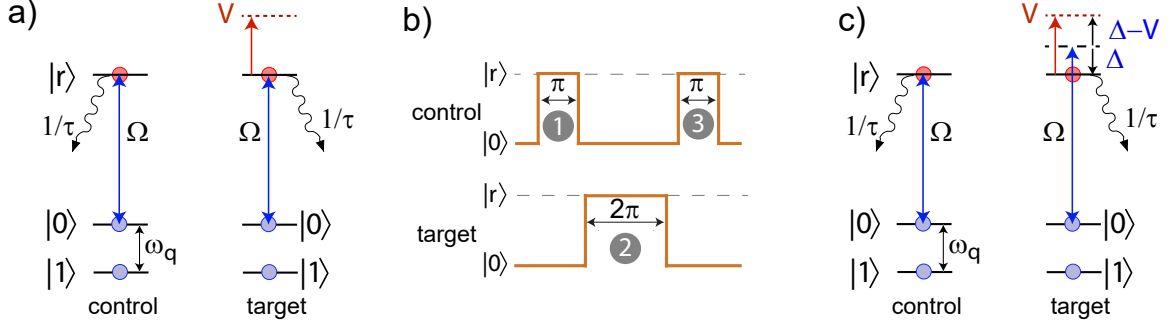 a)
V
|r⟩
1/τ
Ω
Ω
1/τ
|0⟩
|0⟩
ω_q
|1⟩
|1⟩
control
target
b)
|r⟩
π
π
control
1
3
|0⟩
|r⟩
2π
target
2
|0⟩
c)
V
Δ−V
Δ
|r⟩
1/τ
Ω
Ω
1/τ
|0⟩
|0⟩
ω_q
|1⟩
|1⟩
control
target